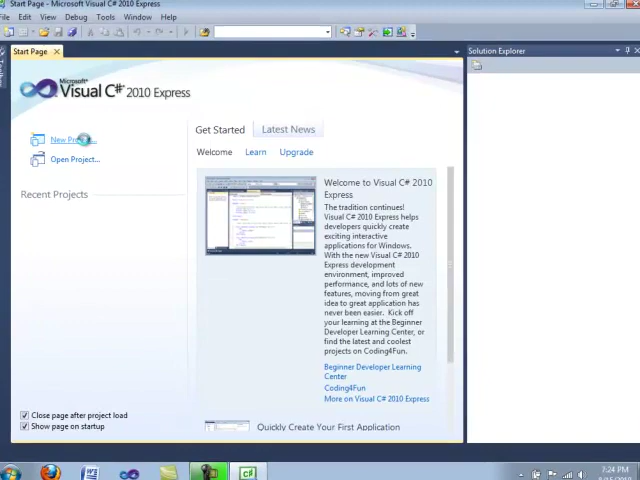 Start Page - Microsoft Visual C# 2010 Express
File Edit View Debug Tools Window Help
Start Page
Solution Explorer
Toolbox
Microsoft®
Visual C#® 2010 Express
New Project...
Open Project...
Recent Projects
Get Started
Latest News
Welcome Learn Upgrade
Welcome to Visual C# 2010
Express
The tradition continues!
Visual C# 2010 Express helps
developers quickly create
exciting interactive
applications for Windows.
With the new Visual C# 2010
Express development
environment, improved
performance, and lots of new
features, moving from great
idea to great application has
never been easier. Kick off
your learning at the Beginner
Developer Learning Center, or
find the latest and coolest
projects on Coding4Fun.
Beginner Developer Learning
Center
Coding4Fun
More on Visual C# 2010 Express
Quickly Create Your First Application
Close page after project load
Show page on startup
7:24 PM